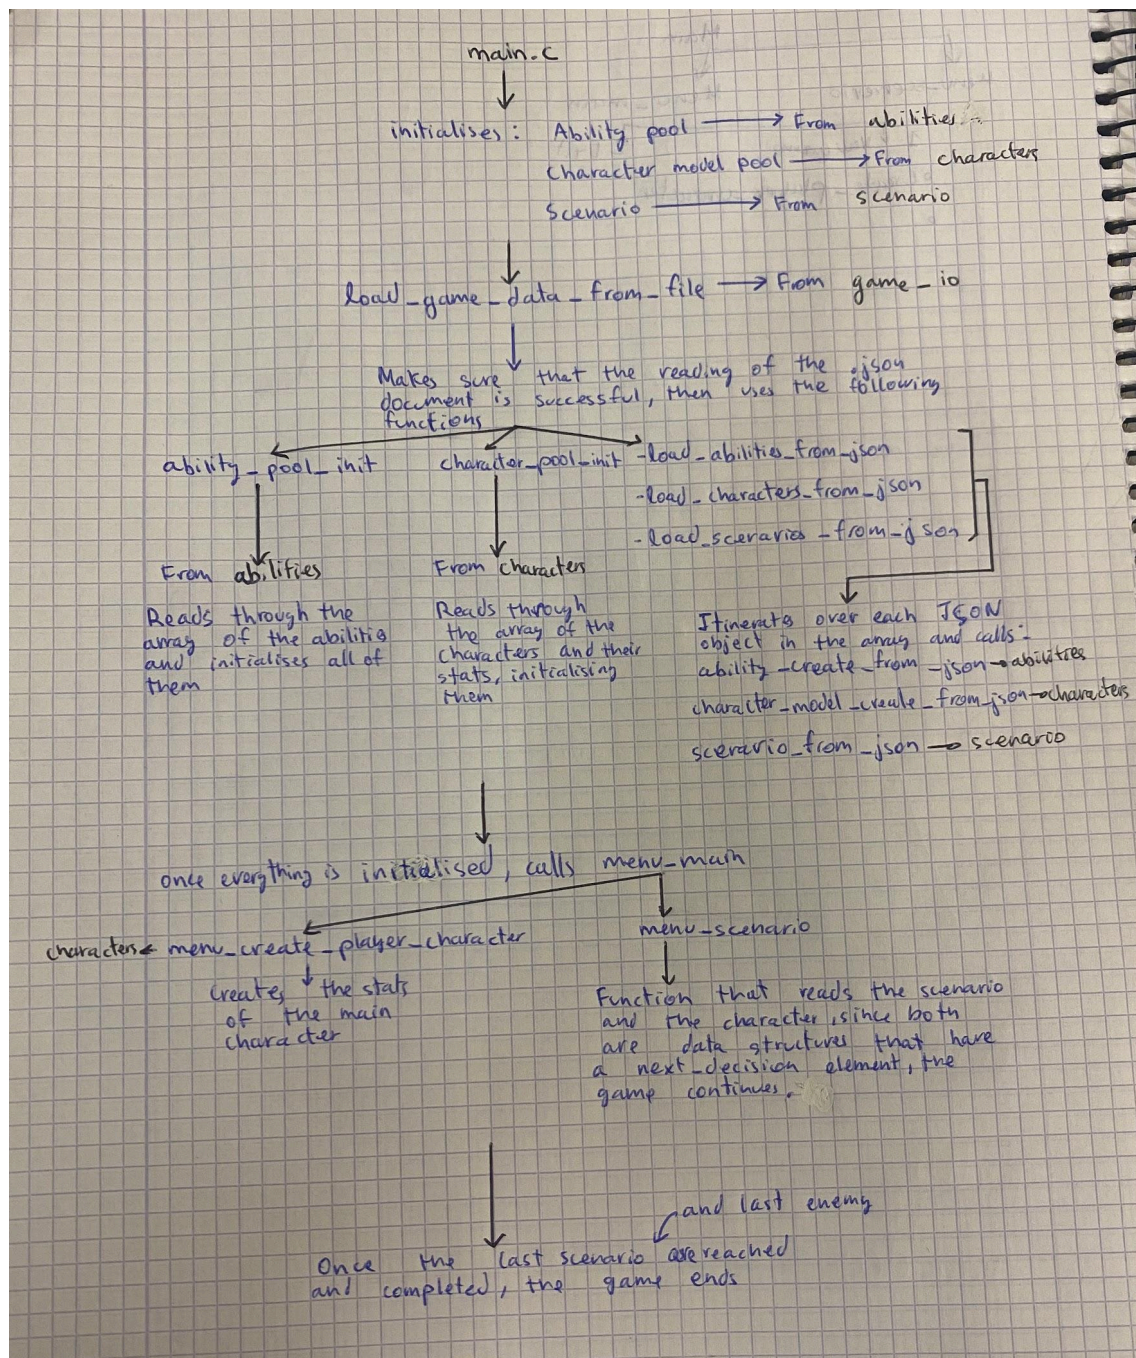 main.c
initialises: Ability pool → From abilities
Character model pool → From characters
Scenario → From scenario
load_game_data_from_file → From game_io
Makes sure that the reading of the .json
document is successful, then uses the following
functions
ability_pool_init
From abilities
Reads through the
array of the abilities
and initialises all of
them
character_pool_init
From characters
Reads through
the array of the
characters and their
stats, initialising
them
-load_abilities_from_json
-load_characters_from_json
-load_scenarios_from_json
Itinerats over each JSON
object in the array and calls:
ability_create_from_json → abilities
character_model_create_from_json → characters
scenario_from_json → scenario
once everything is initialised, calls menu_main
characters ← menu_create_player_character
Creates the stats
of the main
character
menu_scenario
Function that reads the scenario
and the character, since both
are data structures that have
a next_decision element, the
game continues.
and last enemy
Once the last scenario are reached
and completed, the game ends